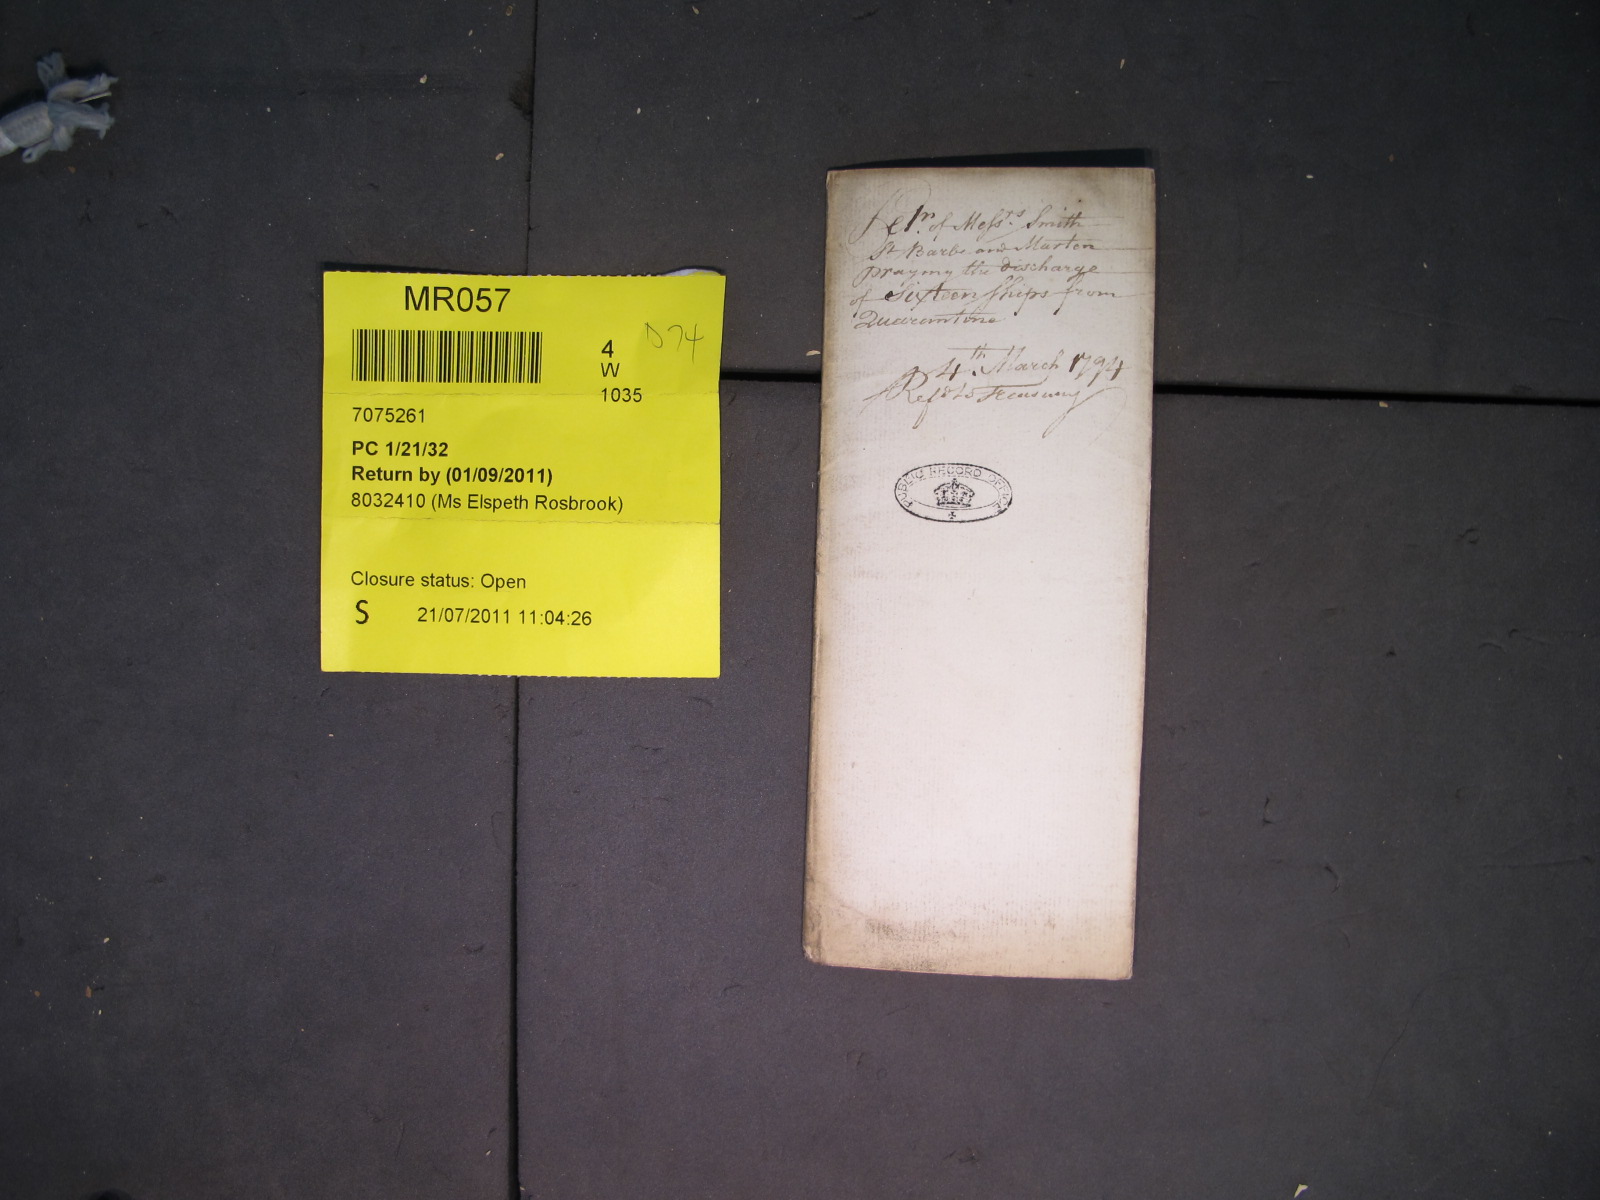 MR057
4
W
1035
D74
7075261
PC 1/21/32
Return by (01/09/2011)
8032410 (Ms Elspeth Rosbrook)
Closure status: Open
S 21/07/2011 11:04:26
of Messrs. Smith
St Barbe and Marten
praying the discharge
of Sixteen Ships from
Quarantine
4th. March 1794
Refd to Treasury
PUBLIC RECORD OFFICE